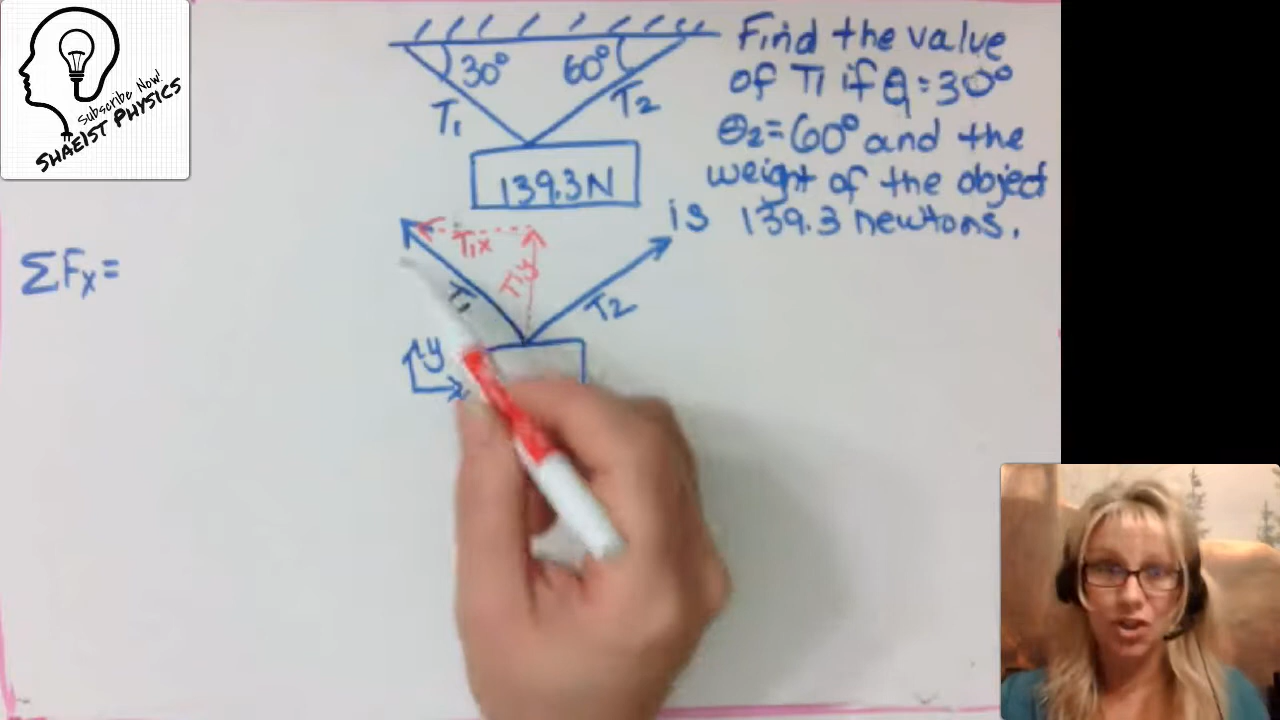 Subscribe Now!
SHAEIST PHYSICS
30° 60°
T1 T2
139.3N
Find the value
of T1 if θ1=30°
θ2=60° and the
weight of the object
is 139.3 newtons.
ΣFx=
T1x
T1y
T1 T2
y
x